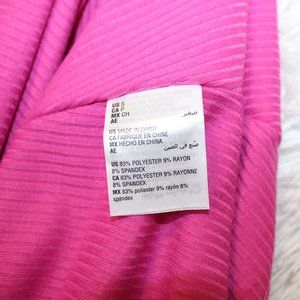 US S
CA P
MX CH
AE صغير
US MADE IN CHINA
CA FABRIQUÉ EN CHINE
MX HECHO EN CHINA
AE صنع في الصين
US 83% POLYESTER 9% RAYON
8% SPANDEX
CA 83% POLYESTER 9% RAYONNE
8% SPANDEX
MX 83% poliéster 9% rayón 8%
spandex